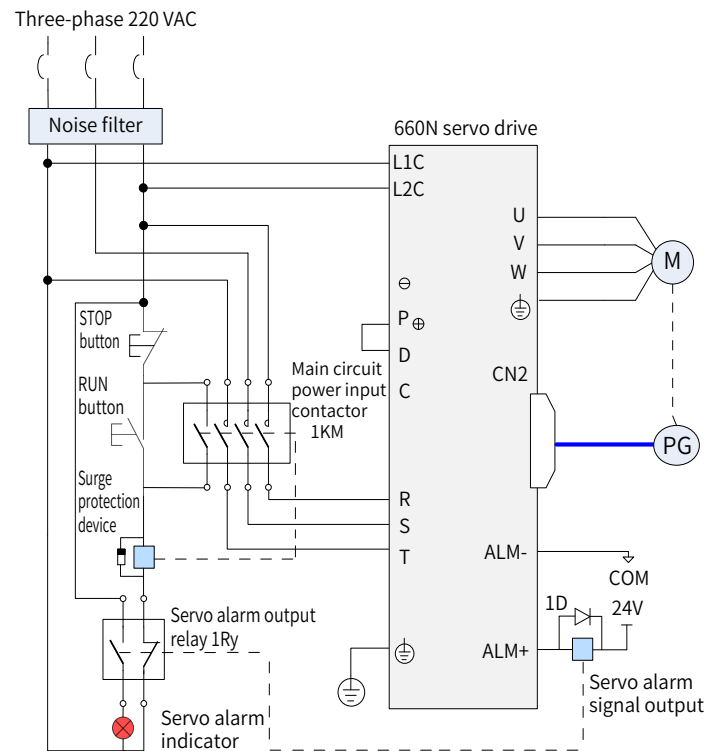 Three-phase 220 VAC
Noise filter
660N servo drive
L1C
L2C
U
V
W
M
⊖
P⊕
D
C
STOP
button
RUN
button
Main circuit
power input
contactor
1KM
CN2
PG
Surge
protection
device
R
S
T
ALM-
COM
24V
1D
ALM+
Servo alarm output
relay 1Ry
Servo alarm
signal output
Servo alarm
indicator